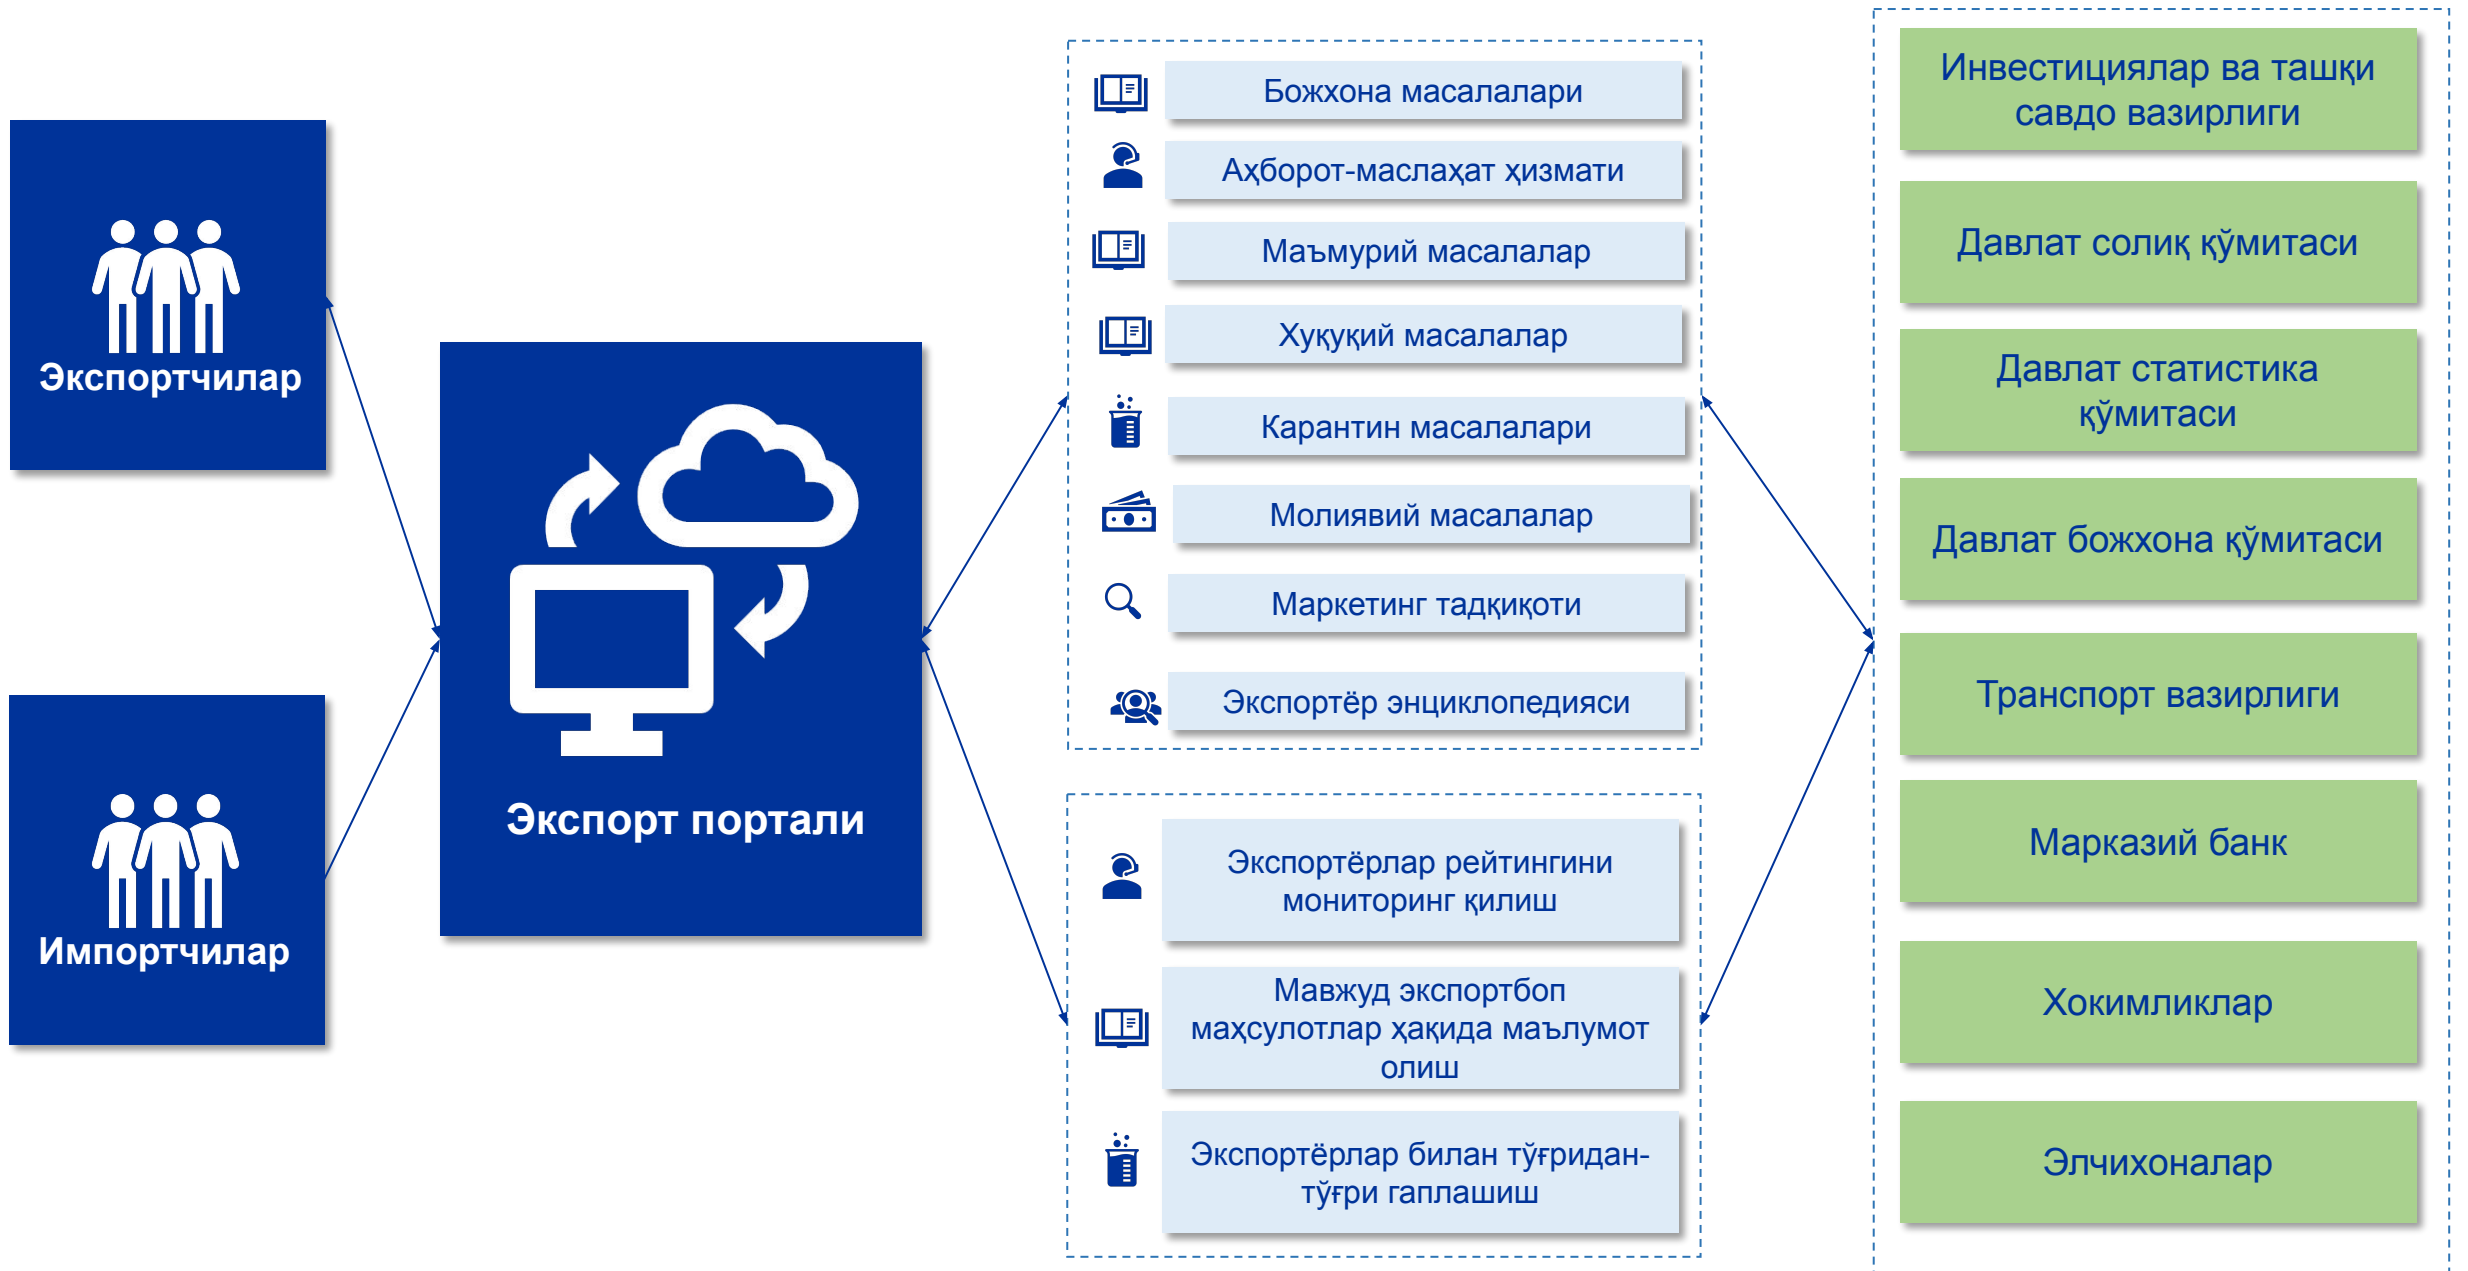 Экспортчилар
Импортчилар
Экспорт портали
Божхона масалалари
Аҳборот-маслаҳат ҳизмати
Маъмурий масалалар
Хуқуқий масалалар
Карантин масалалари
Молиявий масалалар
Маркетинг тадқиқоти
Экспортёр энциклопедияси
Экспортёрлар рейтингини
мониторинг қилиш
Мавжуд экспортбоп
маҳсулотлар ҳақида маълумот
олиш
Экспортёрлар билан тўғридан-
тўғри гаплашиш
Инвестициялар ва ташқи
савдо вазирлиги
Давлат солиқ қўмитаси
Давлат статистика
қўмитаси
Давлат божхона қўмитаси
Транспорт вазирлиги
Марказий банк
Хокимликлар
Элчихоналар